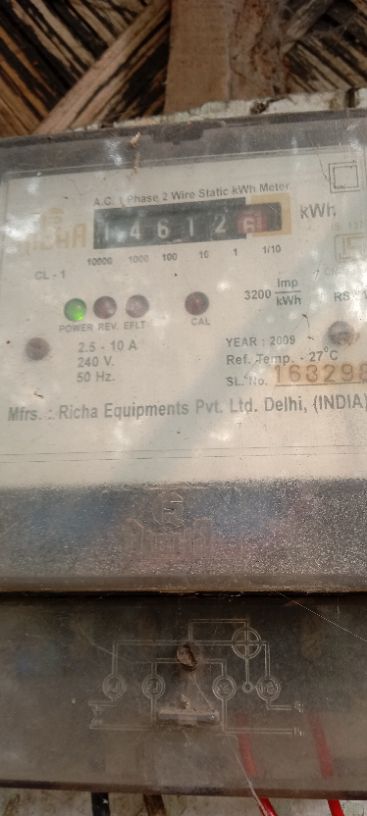 A.C. 1 Phase 2 Wire Static kWh Meter
RICHA 1 4 6 1 2 6 kWh
10000 1000 100 10 1 1/10
CL - 1
3200 Imp/kWh
POWER REV. EFLT CAL
2.5 - 10 A
240 V.
50 Hz.
YEARR : 2009
Ref. Temp. - 27°C
SL. No. 163298
Mfrs. : Richa Equipments Pvt. Ltd. Delhi, (INDIA)